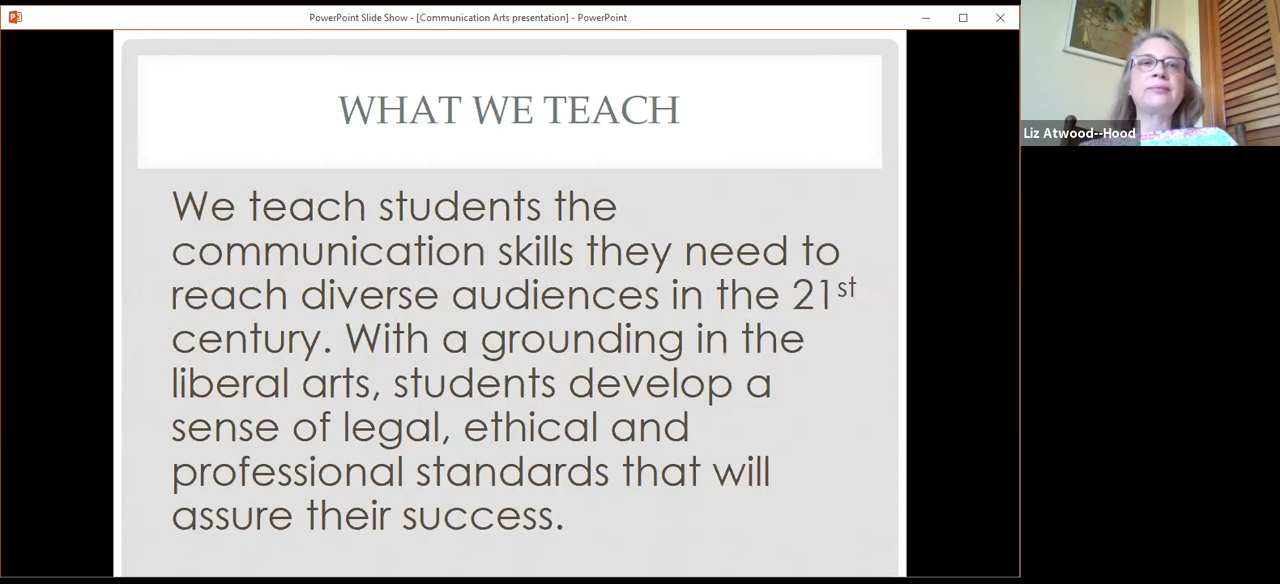 PowerPoint Slide Show - [Communication Arts presentation] - PowerPoint
WHAT WE TEACH
We teach students the
communication skills they need to
reach diverse audiences in the 21st
century. With a grounding in the
liberal arts, students develop a
sense of legal, ethical and
professional standards that will
assure their success.
Liz Atwood--Hood